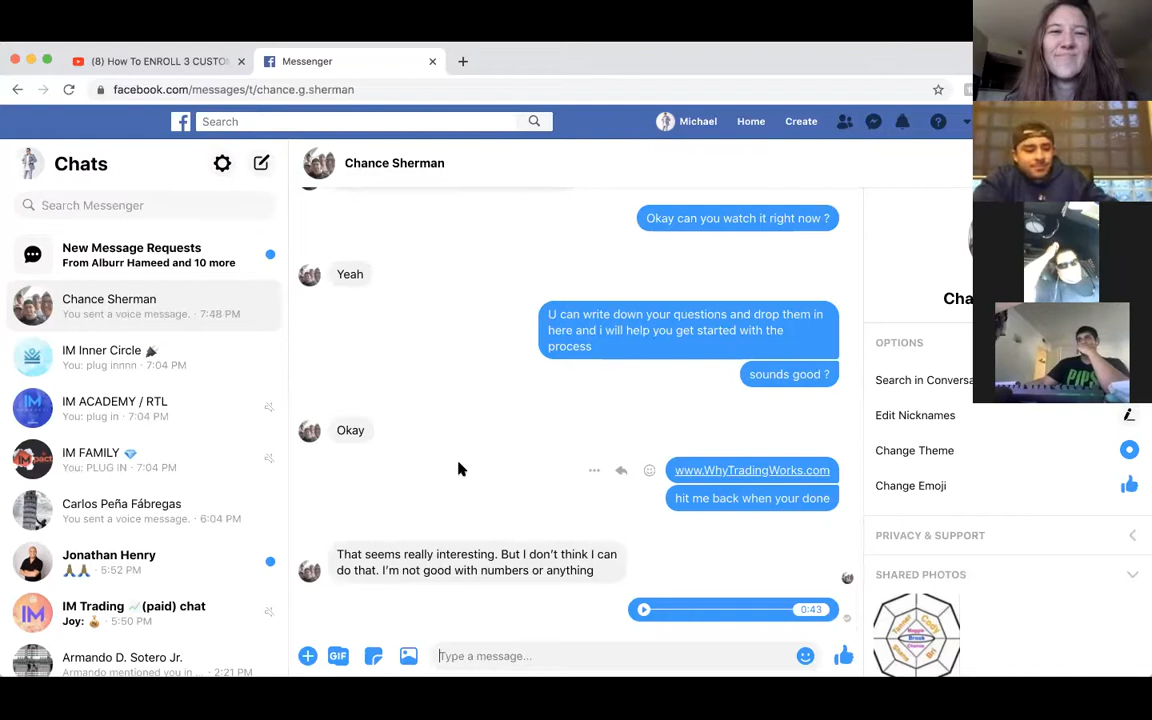 (8) How To ENROLL 3 CUSTO
Messenger
facebook.com/messages/t/chance.g.sherman
Search
Michael
Home
Create
Chats
Search Messenger
New Message Requests
From Alburr Hameed and 10 more
Chance Sherman
You sent a voice message. · 7:48 PM
IM Inner Circle
You: plug innnn · 7:04 PM
IM ACADEMY / RTL
You: plug in · 7:04 PM
IM FAMILY 💎
You: PLUG IN · 7:04 PM
Carlos Peña Fábregas
You sent a voice message. · 6:04 PM
Jonathan Henry
🙏🙏 · 5:52 PM
IM Trading 📈(paid) chat
Joy: 💰 · 5:50 PM
Armando D. Sotero Jr.
Armando mentioned you in ... · 2:21 PM
Chance Sherman
Okay can you watch it right now ?
Yeah
U can write down your questions and drop them in
here and i will help you get started with the
process
sounds good ?
Okay
www.WhyTradingWorks.com
hit me back when your done
That seems really interesting. But I don't think I can
do that. I'm not good with numbers or anything
0:43
GIF
Type a message...
Cha
OPTIONS
Search in Conversa
Edit Nicknames
Change Theme
Change Emoji
PRIVACY & SUPPORT
SHARED PHOTOS
Cody
Brook
Bri
PIPS